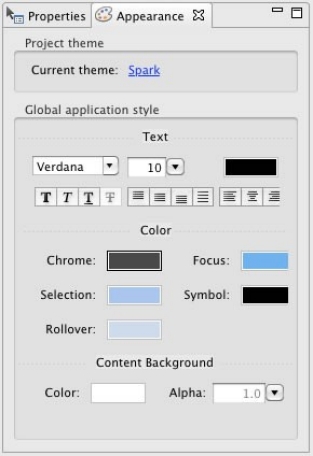 Properties Appearance
Project theme
Current theme: Spark
Global application style
Text
Verdana 10
T T T T
Color
Chrome: Focus:
Selection: Symbol:
Rollover:
Content Background
Color: Alpha: 1.0